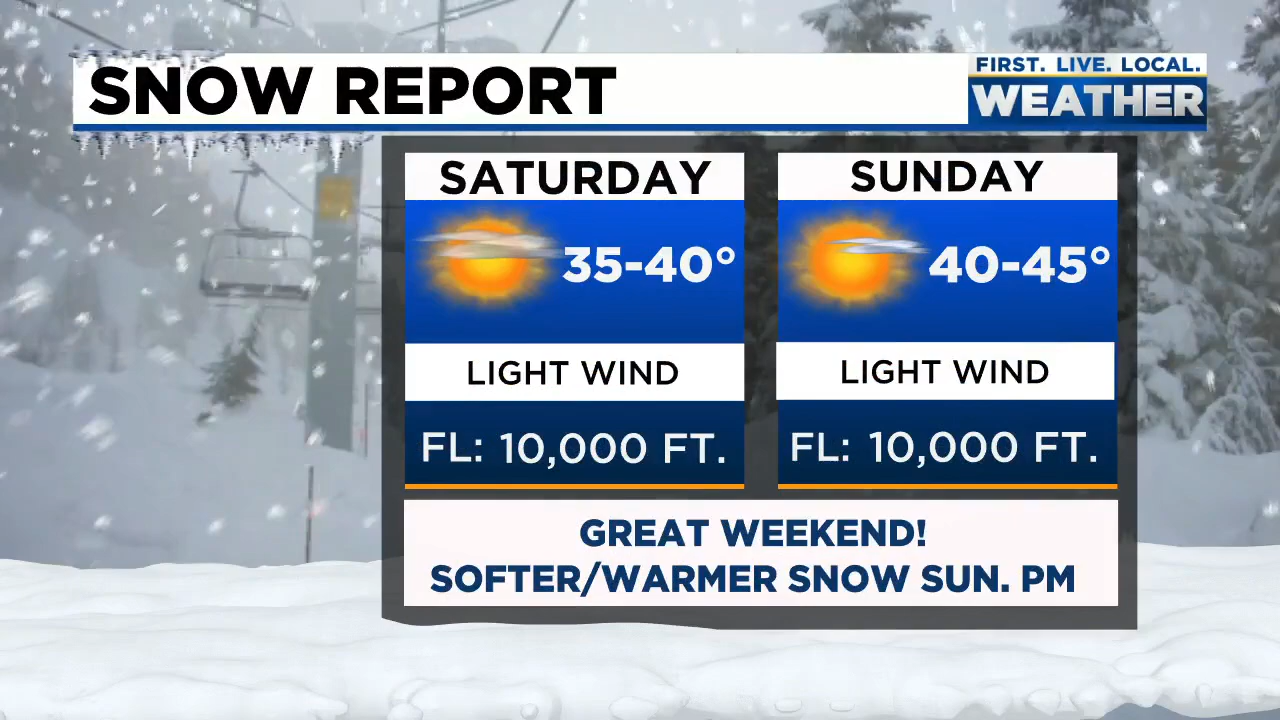 SNOW REPORT
FIRST. LIVE. LOCAL.
WEATHER
SATURDAY
35-40°
LIGHT WIND
FL: 10,000 FT.
SUNDAY
40-45°
LIGHT WIND
FL: 10,000 FT.
GREAT WEEKEND!
SOFTER/WARMER SNOW SUN. PM